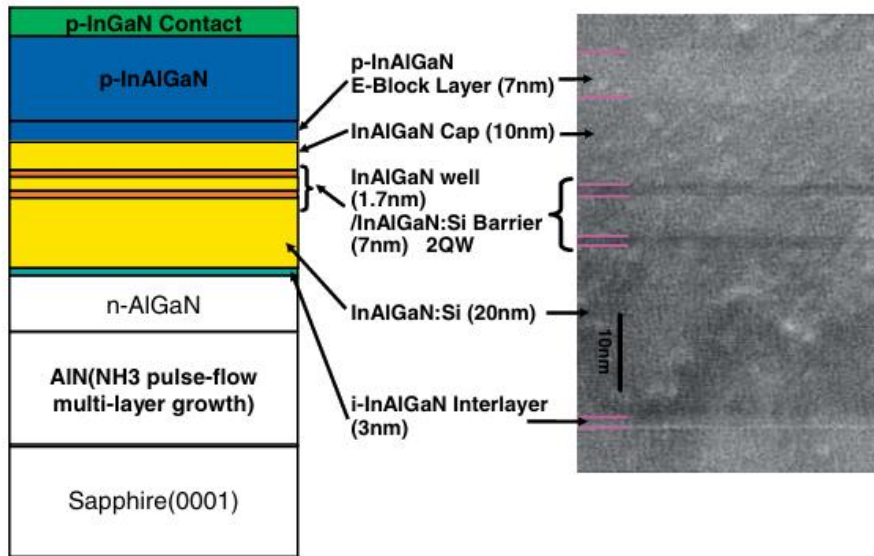 p-InGaN Contact
p-InAlGaN
n-AlGaN
AlN(NH3 pulse-flow
multi-layer growth)
Sapphire(0001)
p-InAlGaN
E-Block Layer (7nm)
InAlGaN Cap (10nm)
InAlGaN well
(1.7nm)
/InAlGaN:Si Barrier
(7nm) 2QW
InAlGaN:Si (20nm)
i-InAlGaN Interlayer
(3nm)
10nm